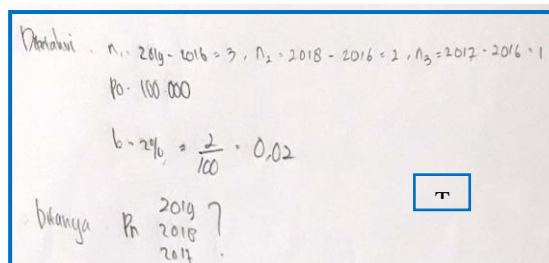 Diketahui . n₁ = 2019 - 2016 = 3 , n₂ = 2018 - 2016 = 2 , n₃ = 2017 - 2016 = 1
P0 = 100.000
b = 2% = 2/100 = 0,02
T
ditanya Pn 2019
2018
2017 ?